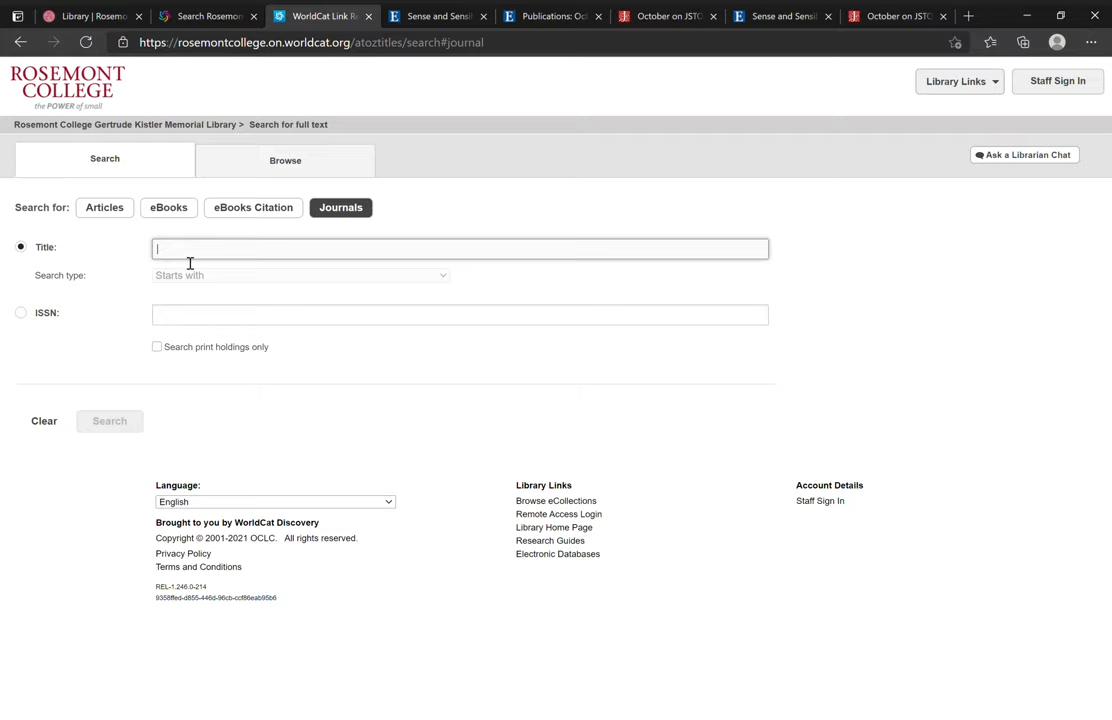 Library | Rosemo
Search Rosemon
WorldCat Link Re
Sense and Sensi
Publications: Oct
October on JSTO
Sense and Sensi
October on JSTO
https://rosemontcollege.on.worldcat.org/atoztitles/search#journal
ROSEMONT
COLLEGE
the POWER of small
Library Links
Staff Sign In
Rosemont College Gertrude Kistler Memorial Library > Search for full text
Search
Browse
Ask a Librarian Chat
Search for:
Articles
eBooks
eBooks Citation
Journals
Title:
Search type:
Starts with
ISSN:
Search print holdings only
Clear
Search
Language:
English
Brought to you by WorldCat Discovery
Copyright © 2001-2021 OCLC. All rights reserved.
Privacy Policy
Terms and Conditions
REL-1.246.0-214
9358ffed-d855-446d-96cb-ccf86eab95b6
Library Links
Browse eCollections
Remote Access Login
Library Home Page
Research Guides
Electronic Databases
Account Details
Staff Sign In